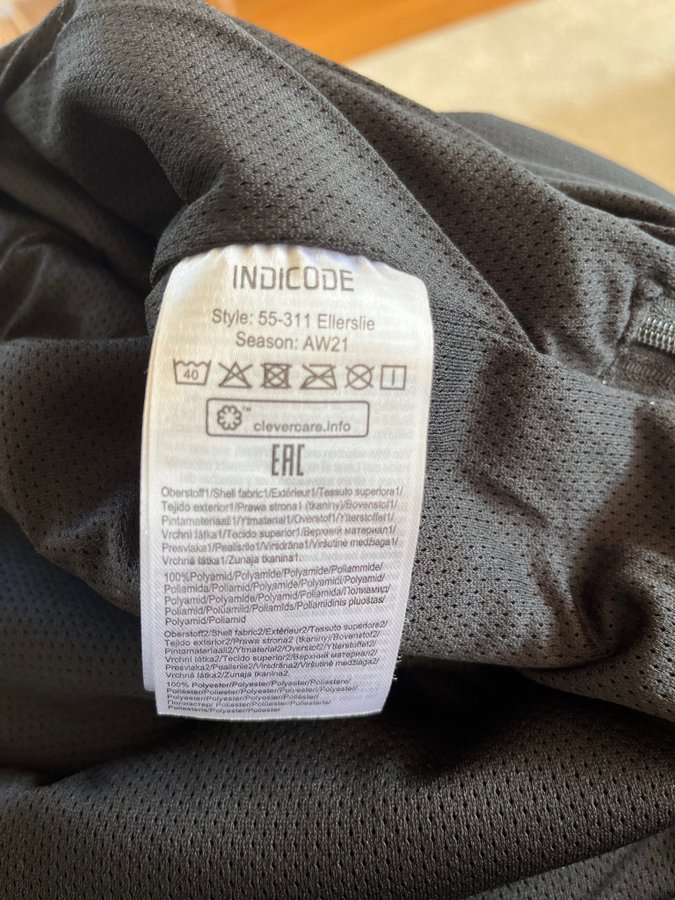 INDICODE
Style: 55-311 Ellerslie
Season: AW21
40
TM
clevercare.info
EAC
Oberstoff1/Shell fabric1/Extérieur1/Tessuto superiore1/
Tejido exterior1/Prawa strona1 (tkaniny)/Bovenstof1/
Pintamateriaali1/Ytmaterial1/Overstof1/Ytterstoffet1/
Vrchní látka1/Tecido superior1/Верхний материал1/
Presvlaka1/Pealisriie1/Virsdrāna1/Viršutinė medžiaga1/
Vrchná látka1/Zunaja tkanina1.
100%Polyamid/Polyamide/Polyamide/Poliammide/
Poliamida/Poliamid/Polyamide/Polyamidi/Polyamid/
Polyamid/Polyamide/Polyamid/Poliamida/Полиамид/
Poliamid/Polüamiid/Poliamīds/Poliamidinis pluoštas/
Polyamid/Poliamid
Oberstoff2/Shell fabric2/Extérieur2/Tessuto superiore2/
Tejido exterior2/Prawa strona2 (tkaniny)/Bovenstof2/
Pintamateriaali2/Ytmaterial2/Overstof2/Ytterstoffet2/
Vrchní látka2/Tecido superior2/Верхний материал2/
Presvlaka2/Pealisriie2/Virsdrāna2/Viršutinė medžiaga2/
Vrchná látka2/Zunaja tkanina2.
100% Polyester/Polyester/Polyester/Poliestere/
Poliéster/Poliester/Polyester/Polyesteri/Polyester/
Polyester/Polyester/Polyester/Poliéster/
Полиэстер/ Poliester/Polüester/Poliesters/Poliesteris/
Polyester/Poliester